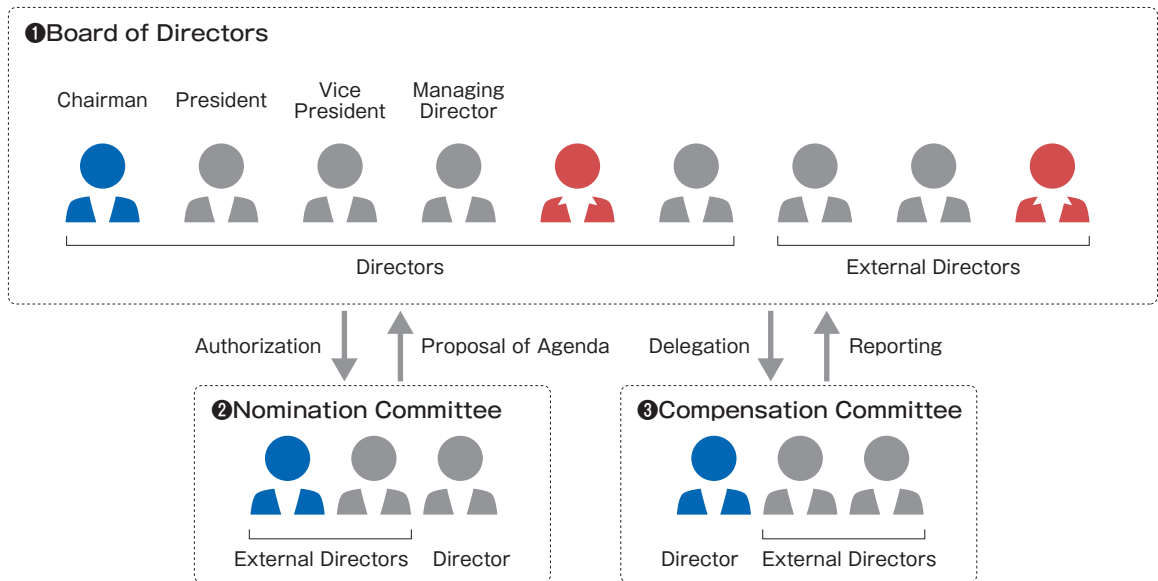 ❶Board of Directors
Chairman
President
Vice
President
Managing
Director
Directors
External Directors
Authorization
Proposal of Agenda
Delegation
Reporting
❷Nomination Committee
❸Compensation Committee
External Directors
Director
Director
External Directors